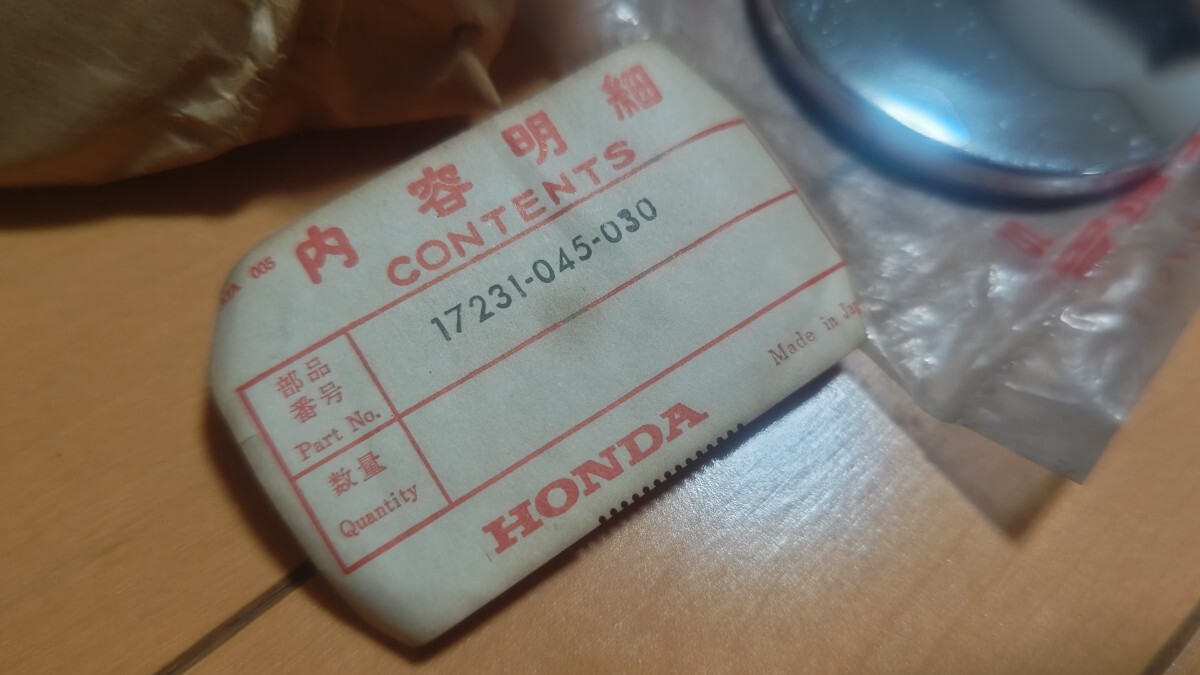 内容明細
CONTENTS
005
部品
番号
Part No.
17231-045-030
数量
Quantity
Made in
HONDA